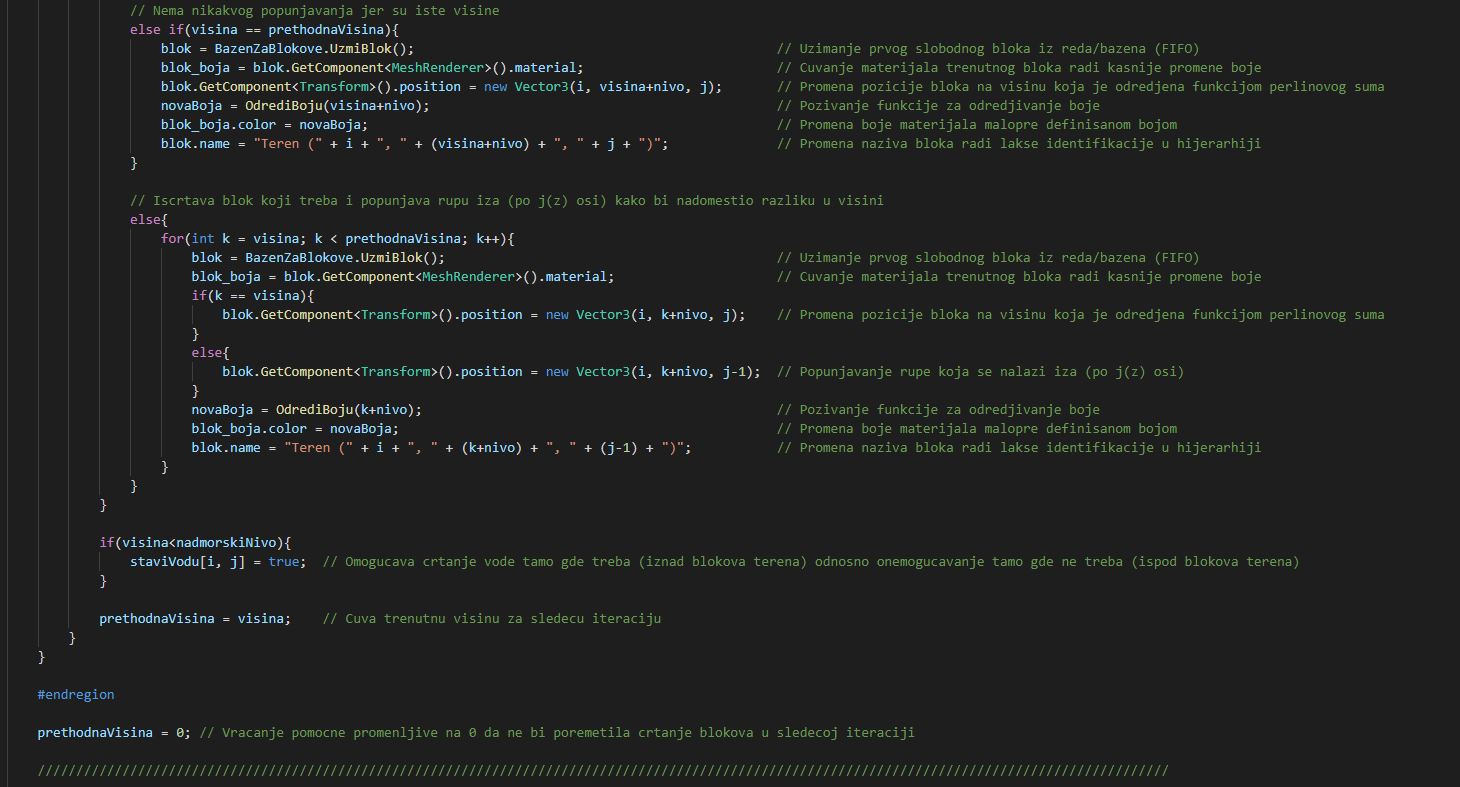 // Nema nikakvog popunjavanja jer su iste visine
else if(visina == prethodnaVisina){
blok = BazenZaBlokove.UzmiBlok(); // Uzimanje prvog slobodnog bloka iz reda/bazena (FIFO)
blok_boja = blok.GetComponent<MeshRenderer>().material; // Cuvanje materijala trenutnog bloka radi kasnije promene boje
blok.GetComponent<Transform>().position = new Vector3(i, visina+nivo, j); // Promena pozicije bloka na visinu koja je odredjena funkcijom perlinovog suma
novaBoja = OdrediBoju(visina+nivo); // Pozivanje funkcije za odredjivanje boje
blok_boja.color = novaBoja; // Promena boje materijala malopre definisanom bojom
blok.name = "Teren (" + i + ", " + (visina+nivo) + ", " + j + ")"; // Promena naziva bloka radi lakse identifikacije u hijerarhiji
}
// Iscrtava blok koji treba i popunjava rupu iza (po j(z) osi) kako bi nadomestio razliku u visini
else{
for(int k = visina; k < prethodnaVisina; k++){
blok = BazenZaBlokove.UzmiBlok(); // Uzimanje prvog slobodnog bloka iz reda/bazena (FIFO)
blok_boja = blok.GetComponent<MeshRenderer>().material; // Cuvanje materijala trenutnog bloka radi kasnije promene boje
if(k == visina){
blok.GetComponent<Transform>().position = new Vector3(i, k+nivo, j); // Promena pozicije bloka na visinu koja je odredjena funkcijom perlinovog suma
}
else{
blok.GetComponent<Transform>().position = new Vector3(i, k+nivo, j-1); // Popunjavanje rupe koja se nalazi iza (po j(z) osi)
}
novaBoja = OdrediBoju(k+nivo); // Pozivanje funkcije za odredjivanje boje
blok_boja.color = novaBoja; // Promena boje materijala malopre definisanom bojom
blok.name = "Teren (" + i + ", " + (k+nivo) + ", " + (j-1) + ")"; // Promena naziva bloka radi lakse identifikacije u hijerarhiji
}
}
}
if(visina<nadmorskiNivo){
staviVodu[i, j] = true; // Omogucava crtanje vode tamo gde treba (iznad blokova terena) odnosno onemogucavanje tamo gde ne treba (ispod blokova terena)
}
prethodnaVisina = visina; // Cuva trenutnu visinu za sledecu iteraciju
}
}
#endregion
prethodnaVisina = 0; // Vracanje pomocne promenljive na 0 da ne bi poremetila crtanje blokova u sledecoj iteraciji
///////////////////////////////////////////////////////////////////////////////////////////////////////////////////////////////////////////////////